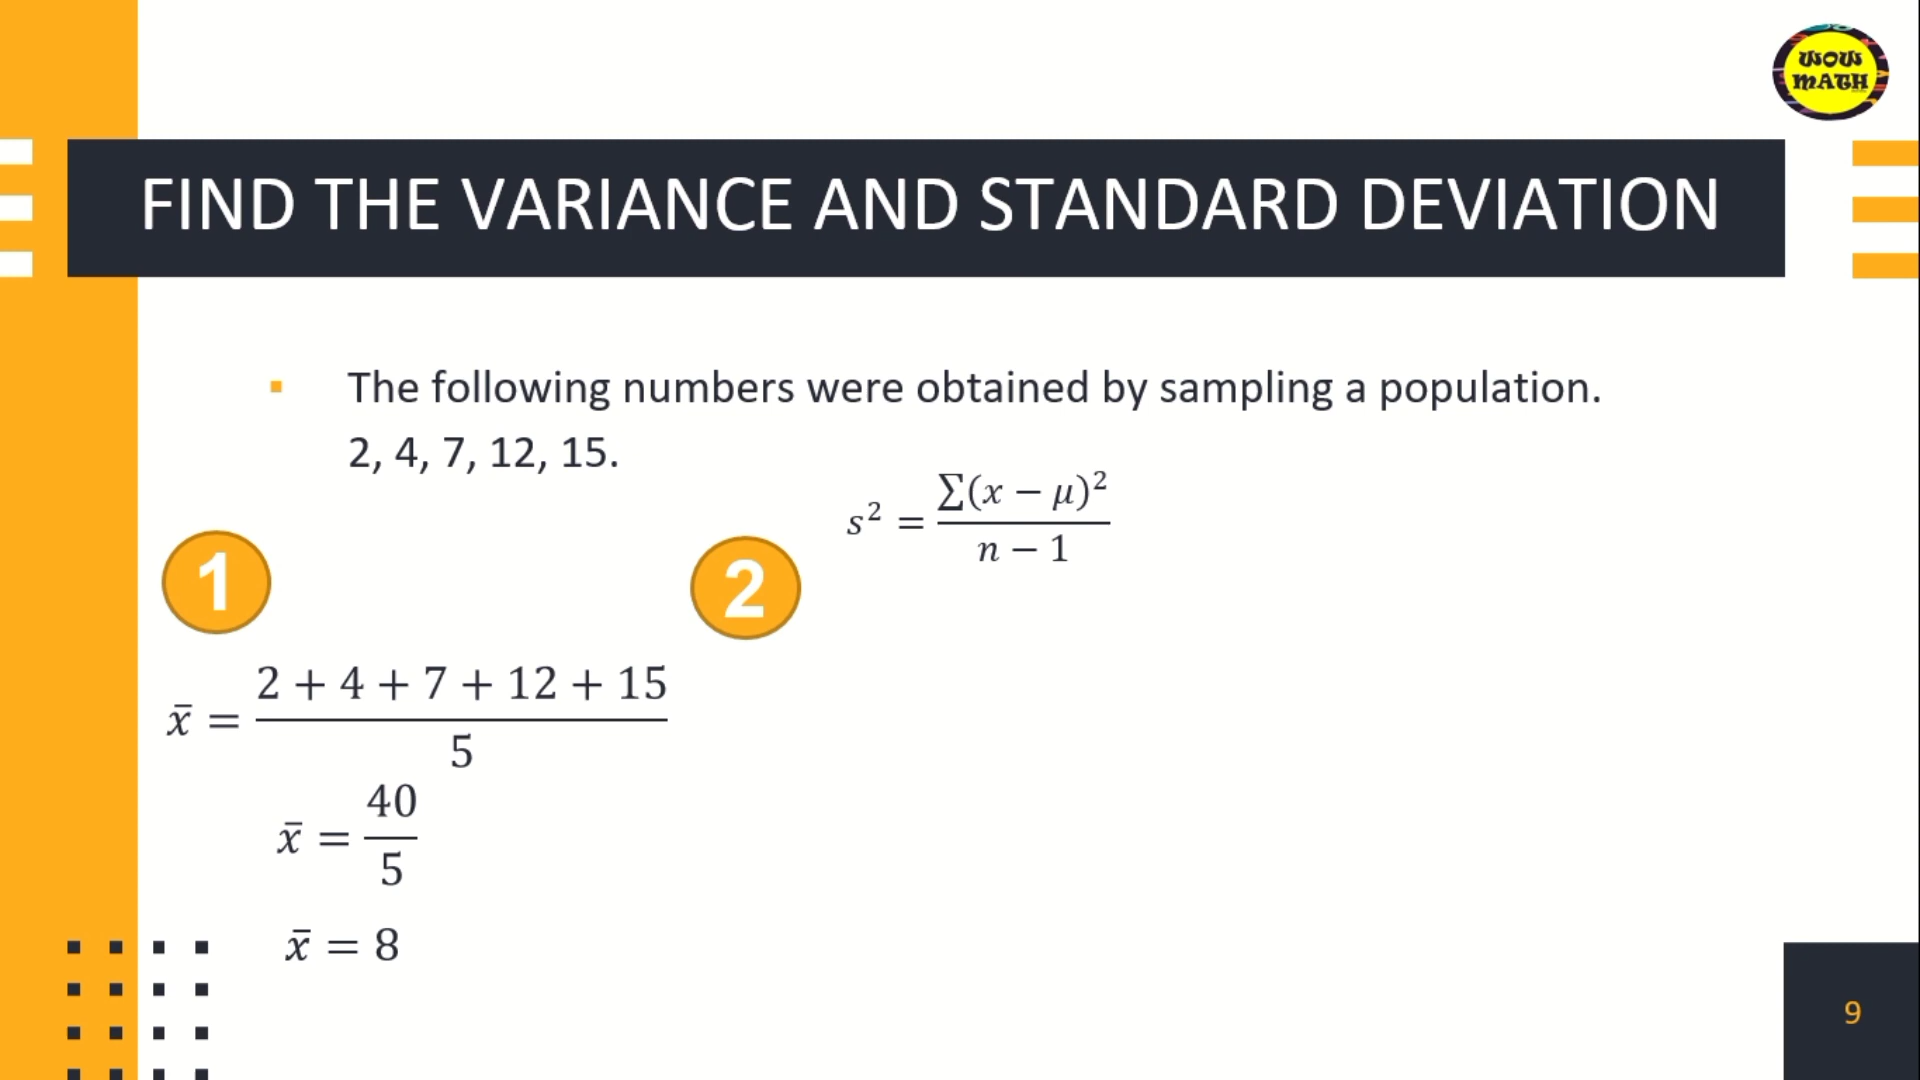 WOW
MATH
FIND THE VARIANCE AND STANDARD DEVIATION
▪ The following numbers were obtained by sampling a population.
2, 4, 7, 12, 15.
s² = ∑(x − μ)² / n − 1
1
2
x̄ = 2 + 4 + 7 + 12 + 15 / 5
x̄ = 40 / 5
x̄ = 8
9